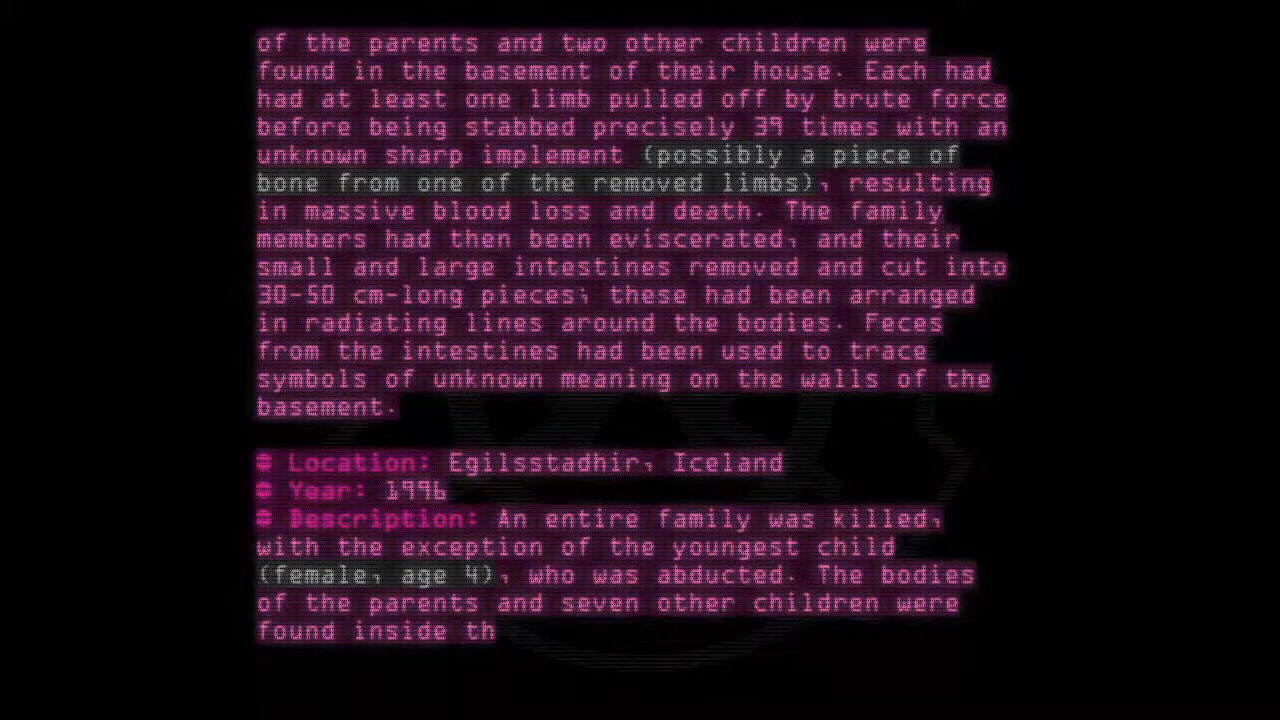 of the parents and two other children were
found in the basement of their house. Each had
had at least one limb pulled off by brute force
before being stabbed precisely 39 times with an
unknown sharp implement (possibly a piece of
bone from one of the removed limbs), resulting
in massive blood loss and death. The family
members had then been eviscerated, and their
small and large intestines removed and cut into
30-50 cm-long pieces; these had been arranged
in radiating lines around the bodies. Feces
from the intestines had been used to trace
symbols of unknown meaning on the walls of the
basement.
Location: Egilsstadhir, Iceland
Year: 1996
Description: An entire family was killed,
with the exception of the youngest child
(female, age 4), who was abducted. The bodies
of the parents and seven other children were
found inside th